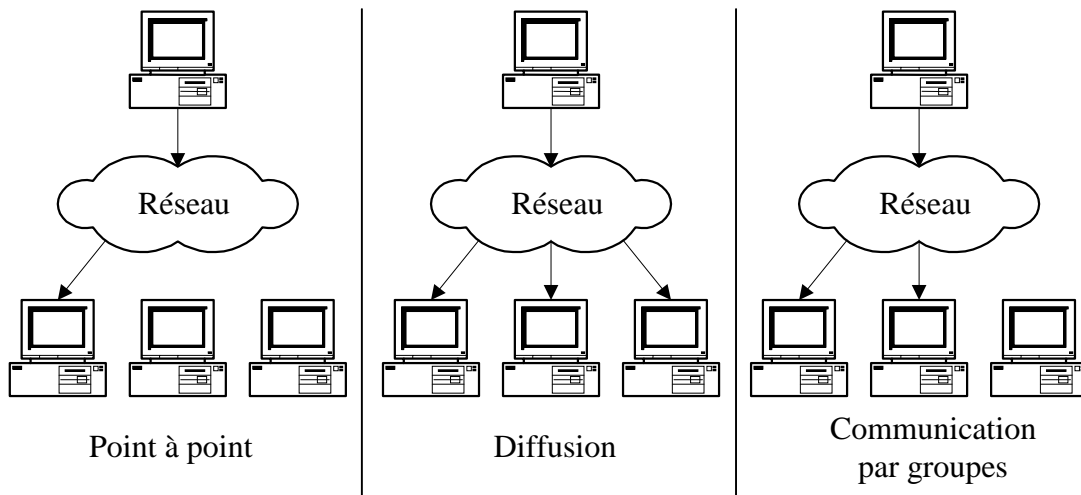 Réseau
Réseau
Réseau
Point à point
Diffusion
Communication
par groupes